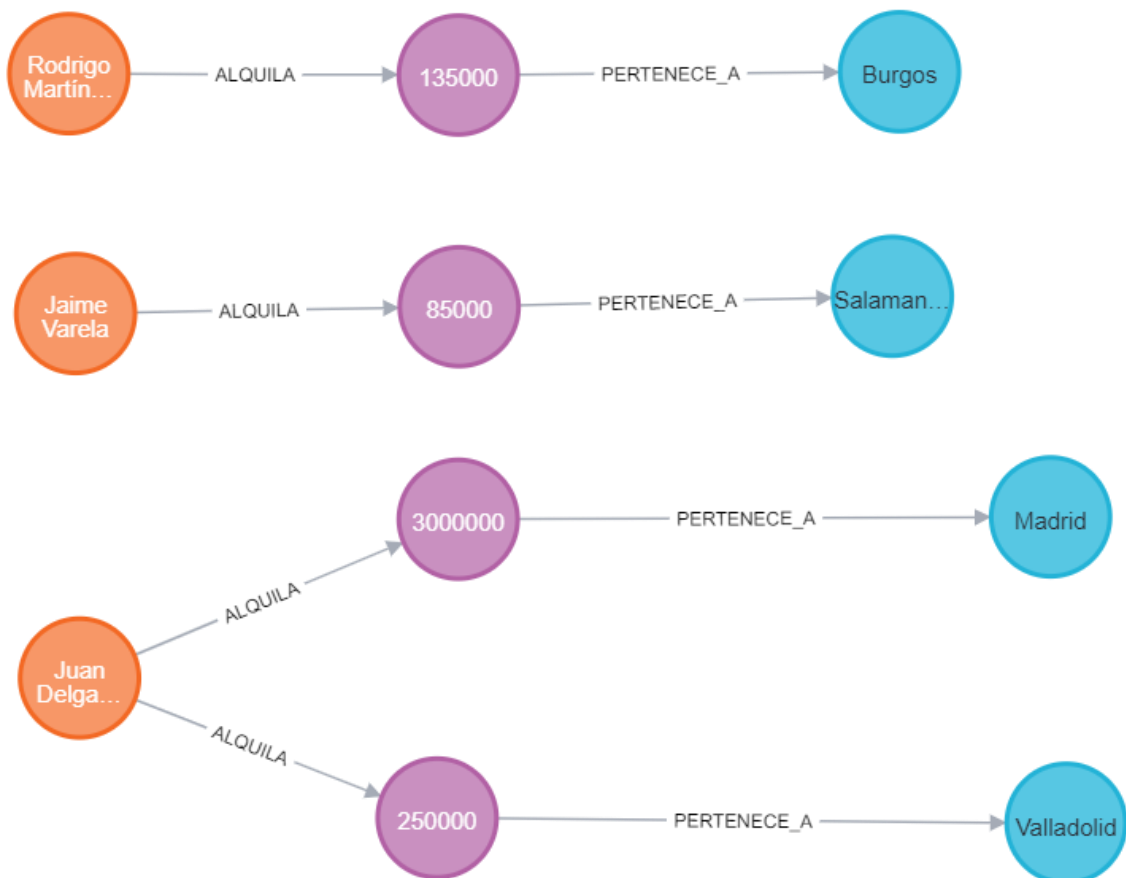 Rodrigo
Martín...
ALQUILA
135000
PERTENECE_A
Burgos
Jaime
Varela
ALQUILA
85000
PERTENECE_A
Salaman...
Juan
Delga...
ALQUILA
3000000
PERTENECE_A
Madrid
ALQUILA
250000
PERTENECE_A
Valladolid